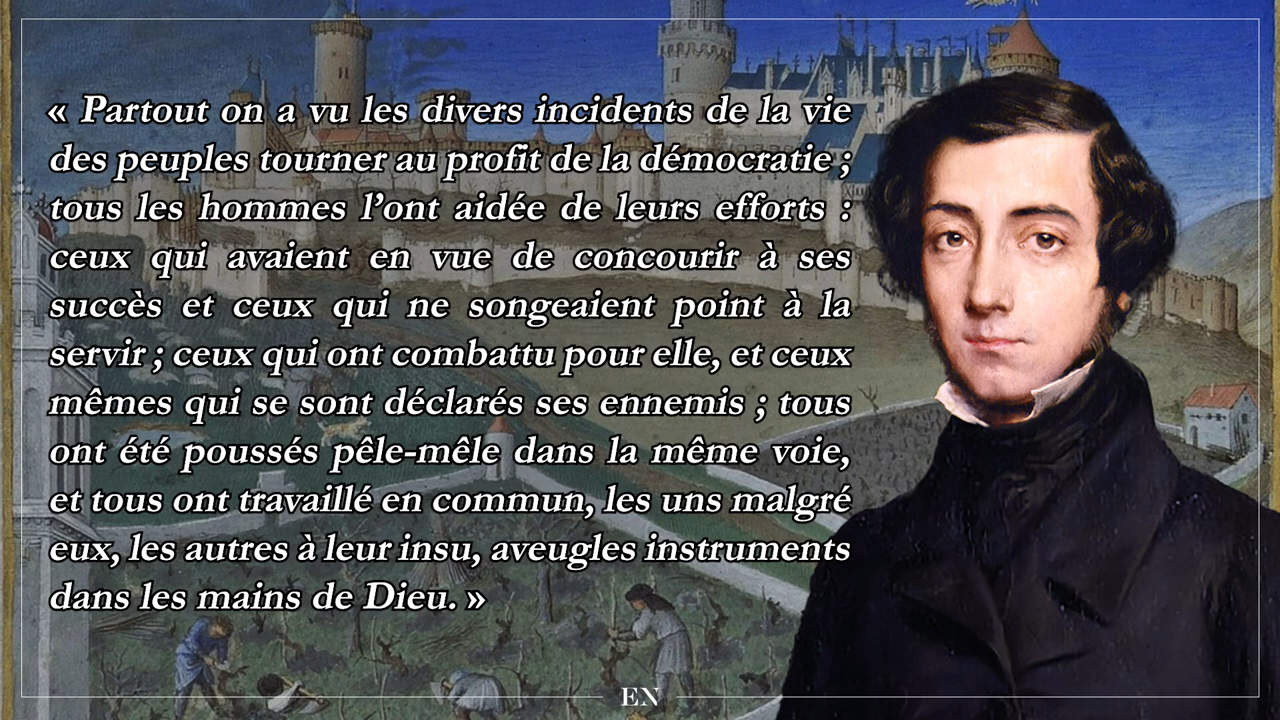 « Partout on a vu les divers incidents de la vie
des peuples tourner au profit de la démocratie ;
tous les hommes l’ont aidée de leurs efforts :
ceux qui avaient en vue de concourir à ses
succès et ceux qui ne songeaient point à la
servir ; ceux qui ont combattu pour elle, et ceux
mêmes qui se sont déclarés ses ennemis ; tous
ont été poussés pêle-mêle dans la même voie,
et tous ont travaillé en commun, les uns malgré
eux, les autres à leur insu, aveugles instruments
dans les mains de Dieu. »
EN